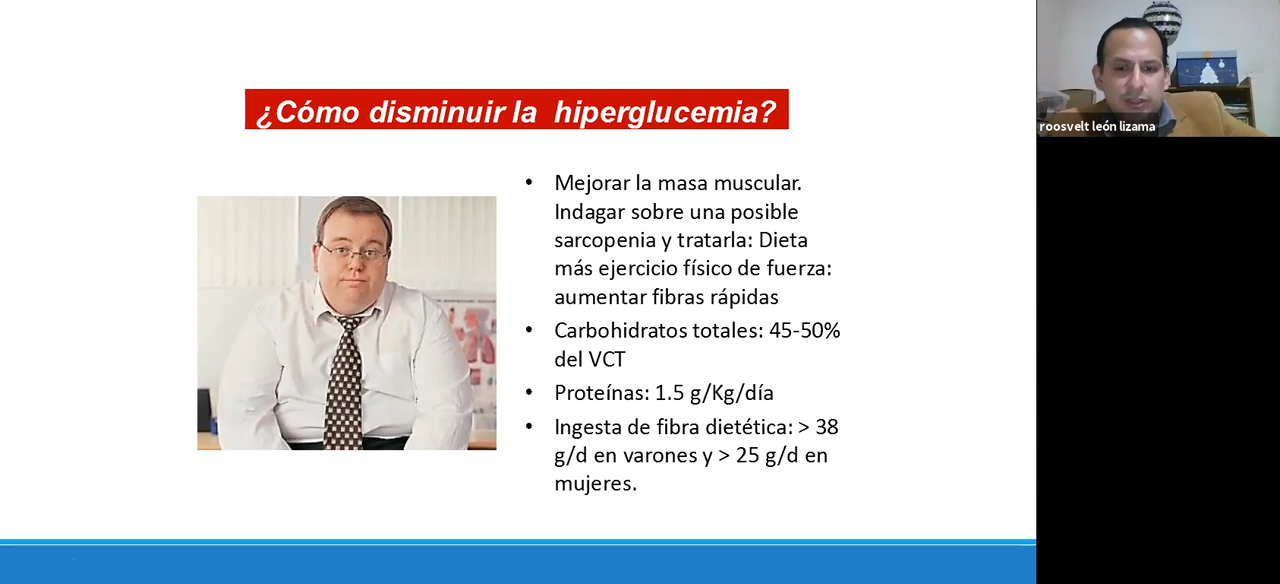 ¿Cómo disminuir la hiperglucemia?
• Mejorar la masa muscular.
Indagar sobre una posible
sarcopenia y tratarla: Dieta
más ejercicio físico de fuerza:
aumentar fibras rápidas
• Carbohidratos totales: 45-50%
del VCT
• Proteínas: 1.5 g/Kg/día
• Ingesta de fibra dietética: > 38
g/d en varones y > 25 g/d en
mujeres.
roosvelt león lizama